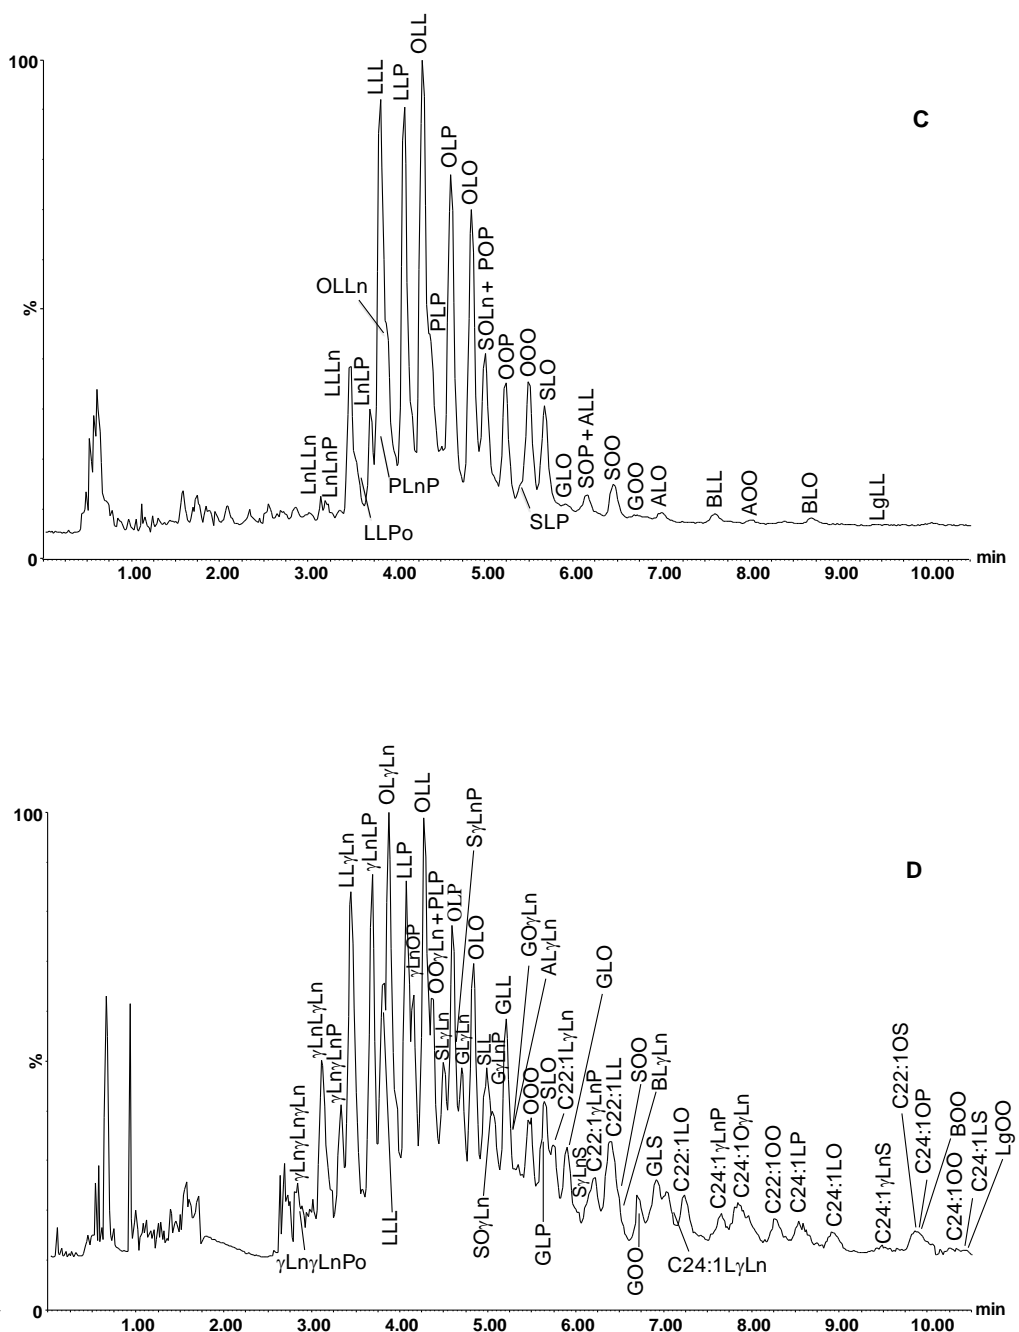 C
100
%
0
LnLLn
LnLnP
LLLn
LLPo
LnLP
OLLn
LLL
PLnP
LLP
OLL
PLP
OLP
OLO
SOLn + POP
OOP
SLP
OOO
SLO
GLO
SOP + ALL
SOO
GOO
ALO
BLL
AOO
BLO
LgLL
1.00 2.00 3.00 4.00 5.00 6.00 7.00 8.00 9.00 10.00 min
D
100
%
0
γLnγLnγLn
γLnγLnPo
γLnLγLn
γLnγLnP
LLγLn
γLnLP
LLL
OLγLn
LLP
γLnOP
OLL
OOγLn + PLP
SLγLn
OLP
SγLnP
GLγLn
OLO
SLL
SOγLn
GγLnP
GLL
GOγLn
ALγLn
OOO
GLP
SLO
C22:1LγLn
GLO
SγLnS
C22:1γLnP
C22:1LL
SOO
BLγLn
GOO
GLS
C24:1LγLn
C22:1LO
C24:1γLnP
C24:1OγLn
C22:1OO
C24:1LP
C24:1LO
C24:1γLnS
C22:1OS
C24:1OP
BOO
C24:1OO
C24:1LS
LgOO
1.00 2.00 3.00 4.00 5.00 6.00 7.00 8.00 9.00 10.00 min